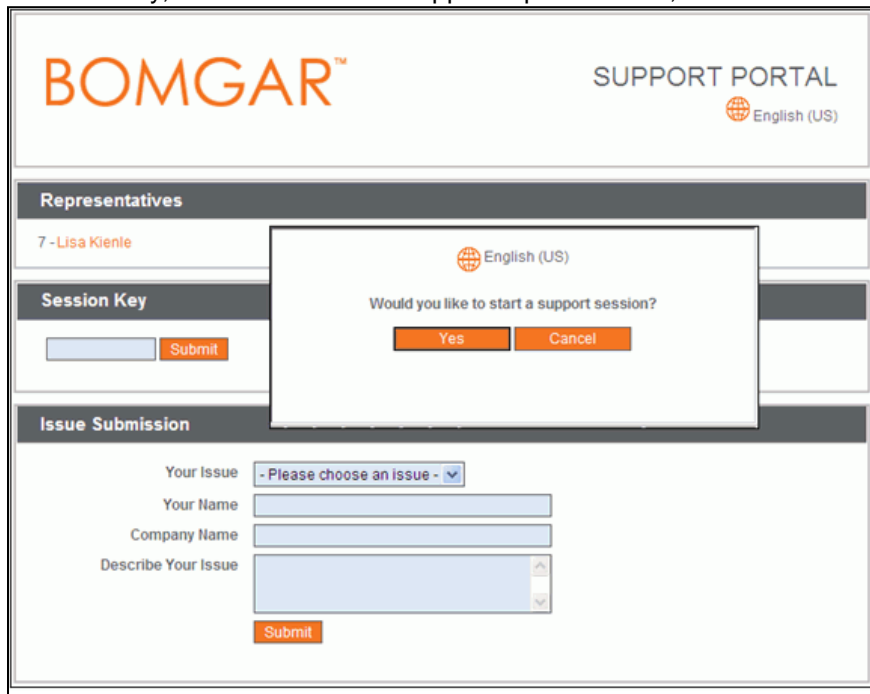 BOMGAR™
SUPPORT PORTAL
English (US)
Representatives
7 - Lisa Kienle
English (US)
Would you like to start a support session?
Yes Cancel
Session Key
Submit
Issue Submission
Your Issue - Please choose an issue -
Your Name
Company Name
Describe Your Issue
Submit